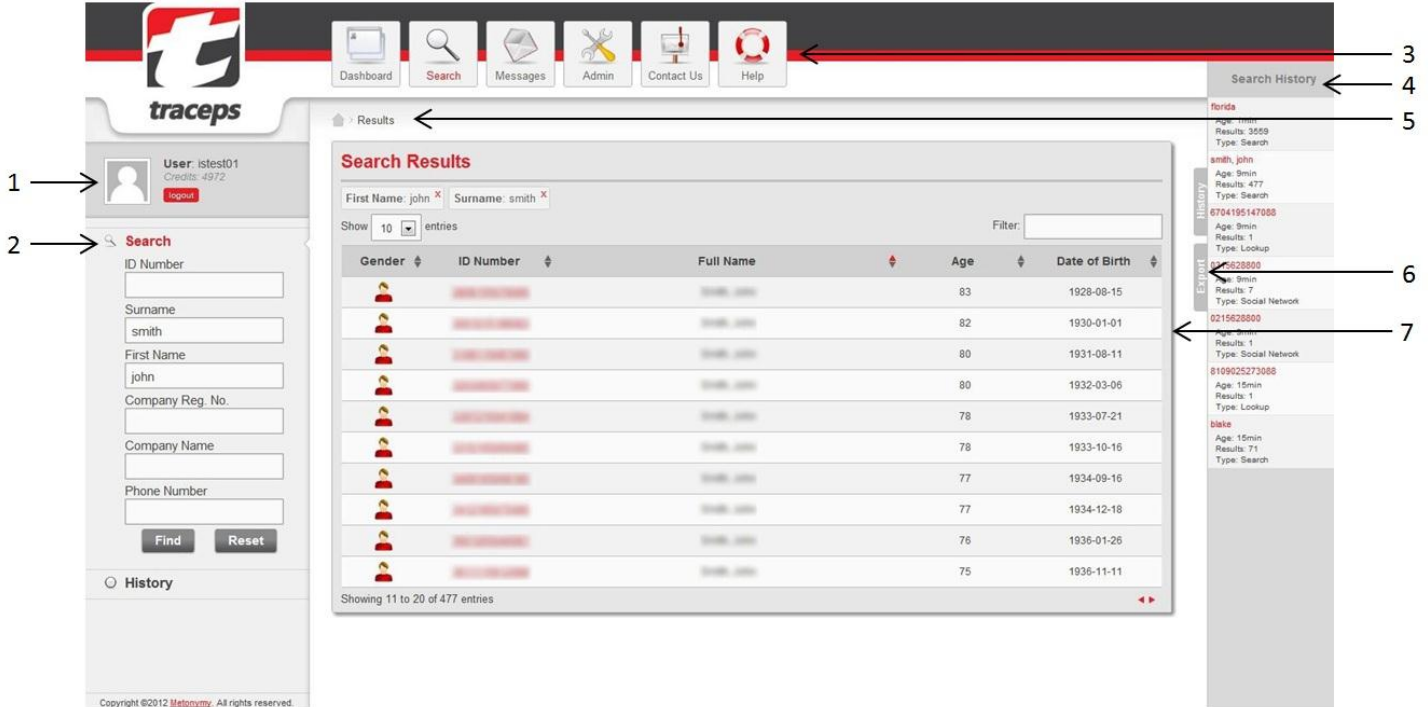 traceps
Dashboard Search Messages Admin Contact Us Help
3
Search History
4
Results
5
User: istest01
Credits: 4972
logout
1
2
Search
ID Number
Surname
smith
First Name
john
Company Reg. No.
Company Name
Phone Number
Find Reset
History
Copyright ©2012 Metonymy. All rights reserved.
Search Results
First Name: john x Surname: smith x
Show 10 entries Filter:
Gender ID Number Full Name Age Date of Birth
83 1928-08-15
82 1930-01-01
80 1931-08-11
80 1932-03-06
78 1933-07-21
78 1933-10-16
77 1934-09-16
77 1934-12-18
76 1936-01-26
75 1936-11-11
Showing 11 to 20 of 477 entries
History
Export
florida
Age: 1min
Results: 3559
Type: Search
smith, john
Age: 9min
Results: 477
Type: Search
6704195147088
Age: 9min
Results: 1
Type: Lookup
0215628800
Age: 9min
Results: 7
Type: Social Network
0215628800
Age: 9min
Results: 1
Type: Social Network
8109025273088
Age: 15min
Results: 1
Type: Lookup
blake
Age: 15min
Results: 71
Type: Search
6
7